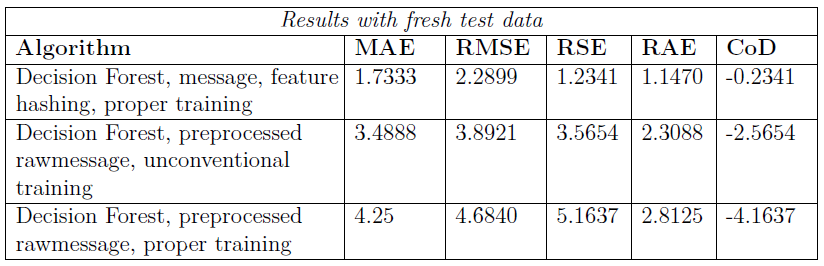 Results with fresh test data
Algorithm MAE RMSE RSE RAE CoD
Decision Forest, message, feature 1.7333 2.2899 1.2341 1.1470 -0.2341
hashing, proper training
Decision Forest, preprocessed 3.4888 3.8921 3.5654 2.3088 -2.5654
rawmessage, unconventional
training
Decision Forest, preprocessed 4.25 4.6840 5.1637 2.8125 -4.1637
rawmessage, proper training